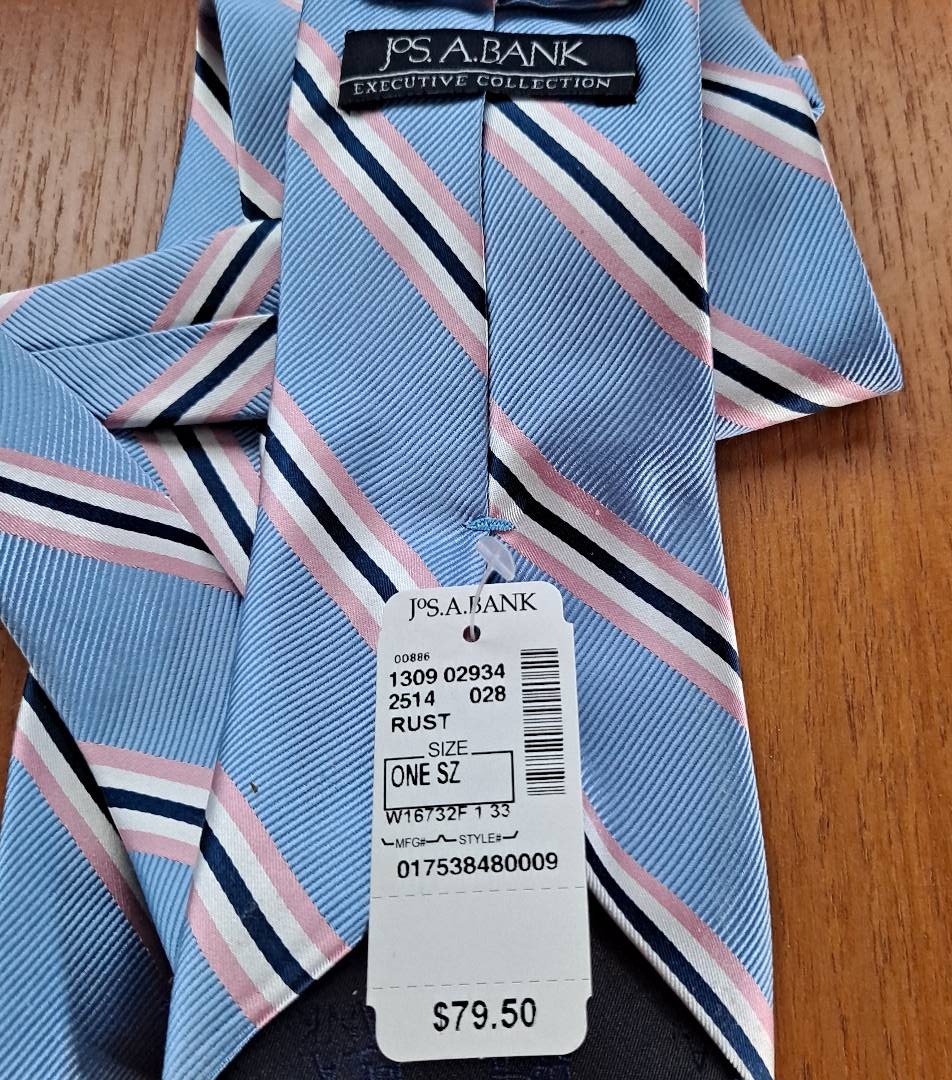 JOS. A. BANK
EXECUTIVE COLLECTION
JOS. A. BANK
00886
1309 02934
2514 028
RUST
SIZE
ONE SZ
W16732F 1 33
MFG# STYLE#
017538480009
$79.50